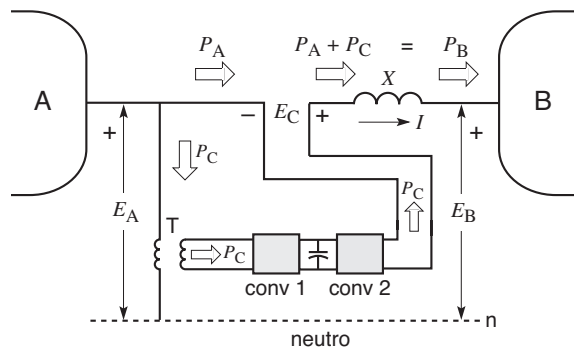 P_A P_A + P_C = P_B
X
A B
− E_C +
+ I +
P_C
P_C
E_A E_B
T
P_C
conv 1 conv 2
n
neutro